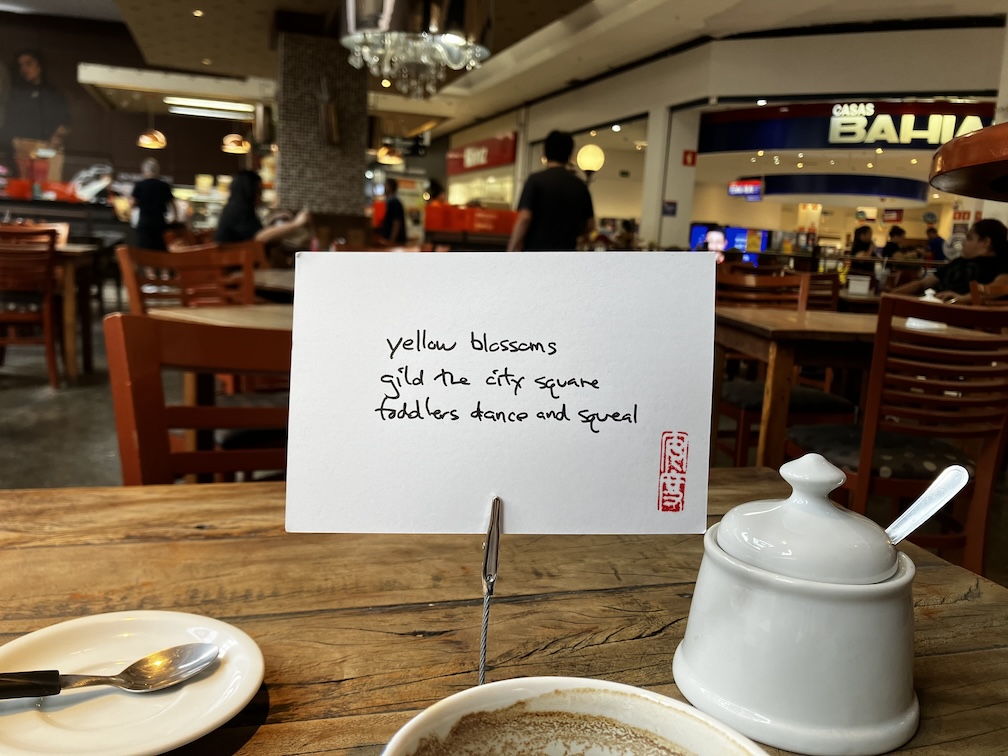 CASAS
BAHIA
yellow blossoms
gild the city square
toddlers dance and squeal